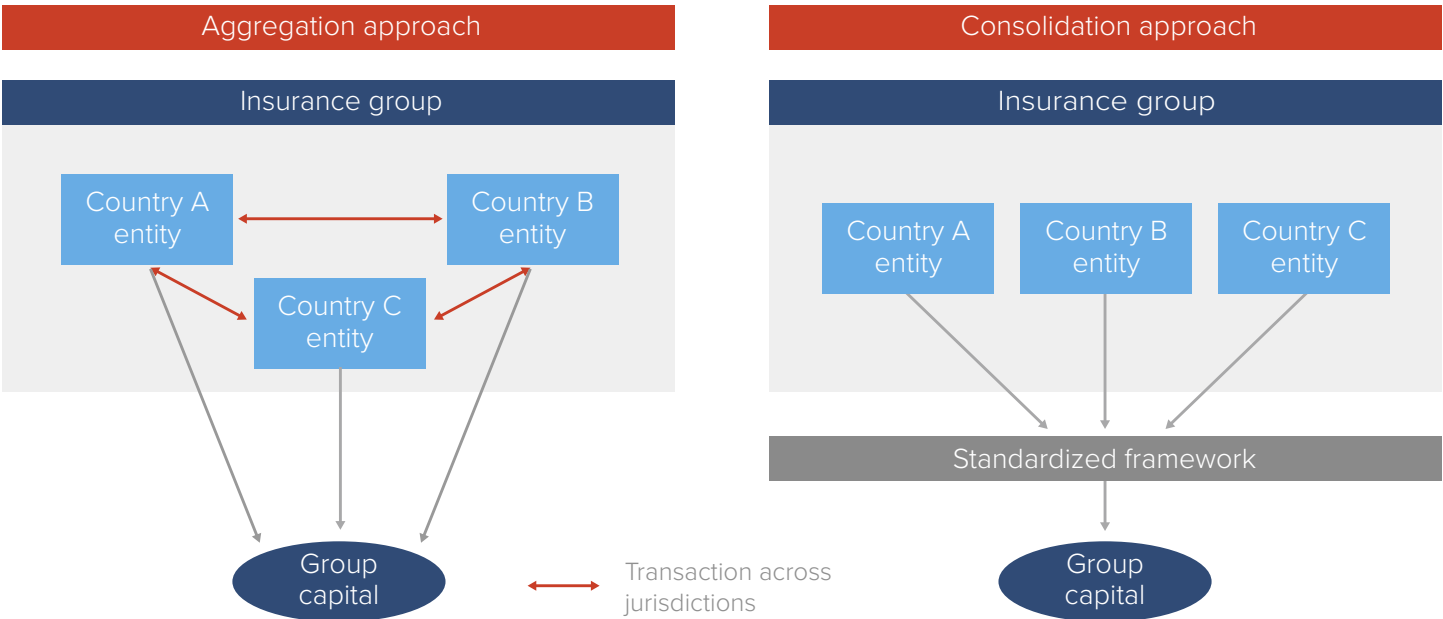 Aggregation approach
Insurance group
Country A
entity
Country B
entity
Country C
entity
Group
capital
Transaction across
jurisdictions
Consolidation approach
Insurance group
Country A
entity
Country B
entity
Country C
entity
Standardized framework
Group
capital